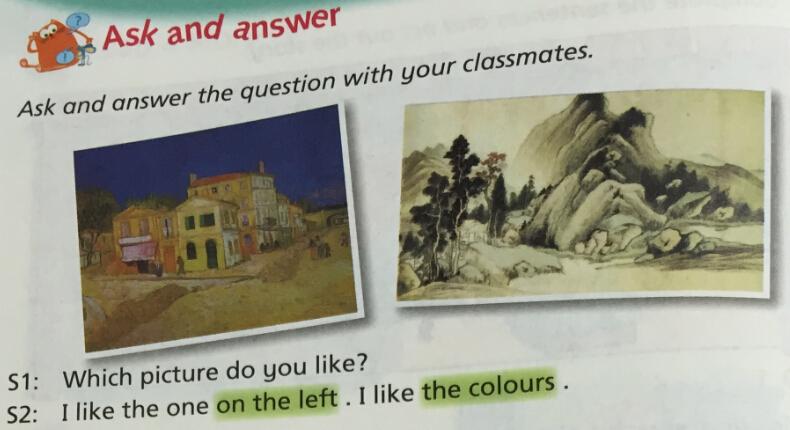 Ask and answer
Ask and answer the question with your classmates.
S1: Which picture do you like?
S2: I like the one on the left . I like the colours .